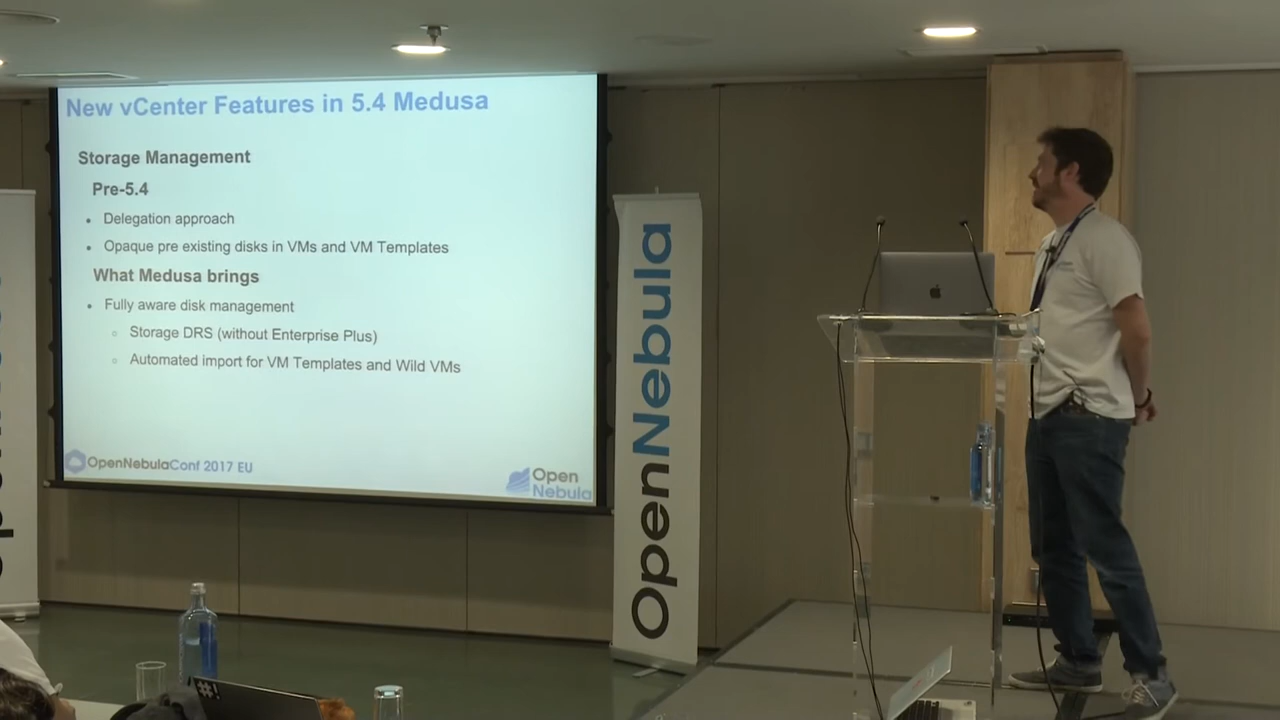 New vCenter Features in 5.4 Medusa
Storage Management
Pre-5.4
• Delegation approach
• Opaque pre existing disks in VMs and VM Templates
What Medusa brings
• Fully aware disk management
○ Storage DRS (without Enterprise Plus)
○ Automated import for VM Templates and Wild VMs
OpenNebulaConf 2017 EU
Open
Nebula
OpenNebula